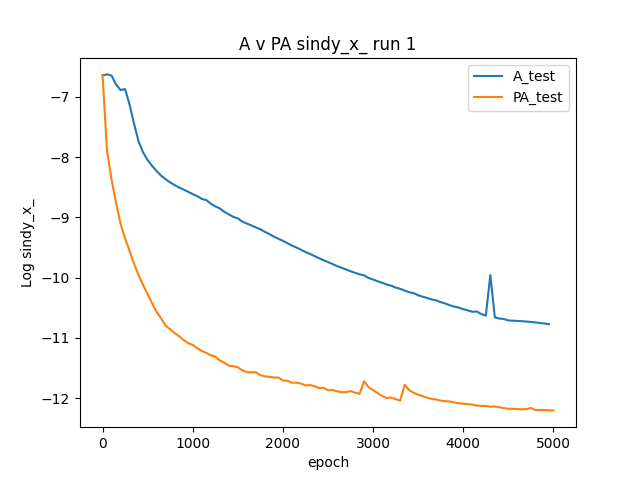 A v PA sindy_x_ run 1
A_test
PA_test
Log sindy_x_
−7
−8
−9
−10
−11
−12
0
1000
2000
3000
4000
5000
epoch